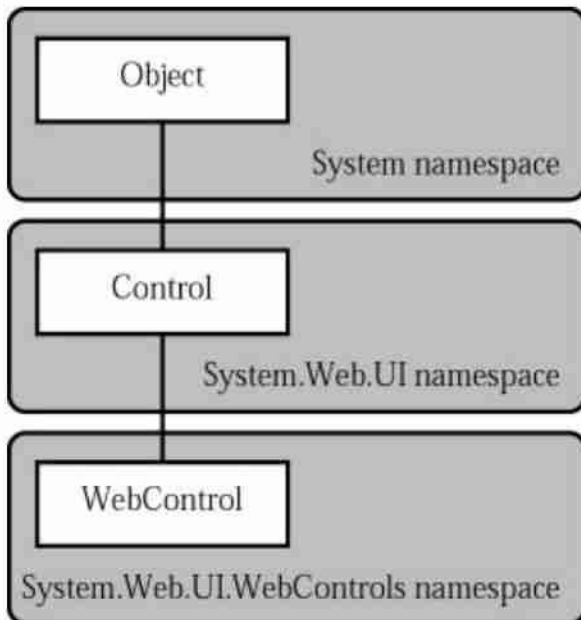 Object
System namespace
Control
System.Web.UI namespace
WebControl
System.Web.UI.WebControls namespace